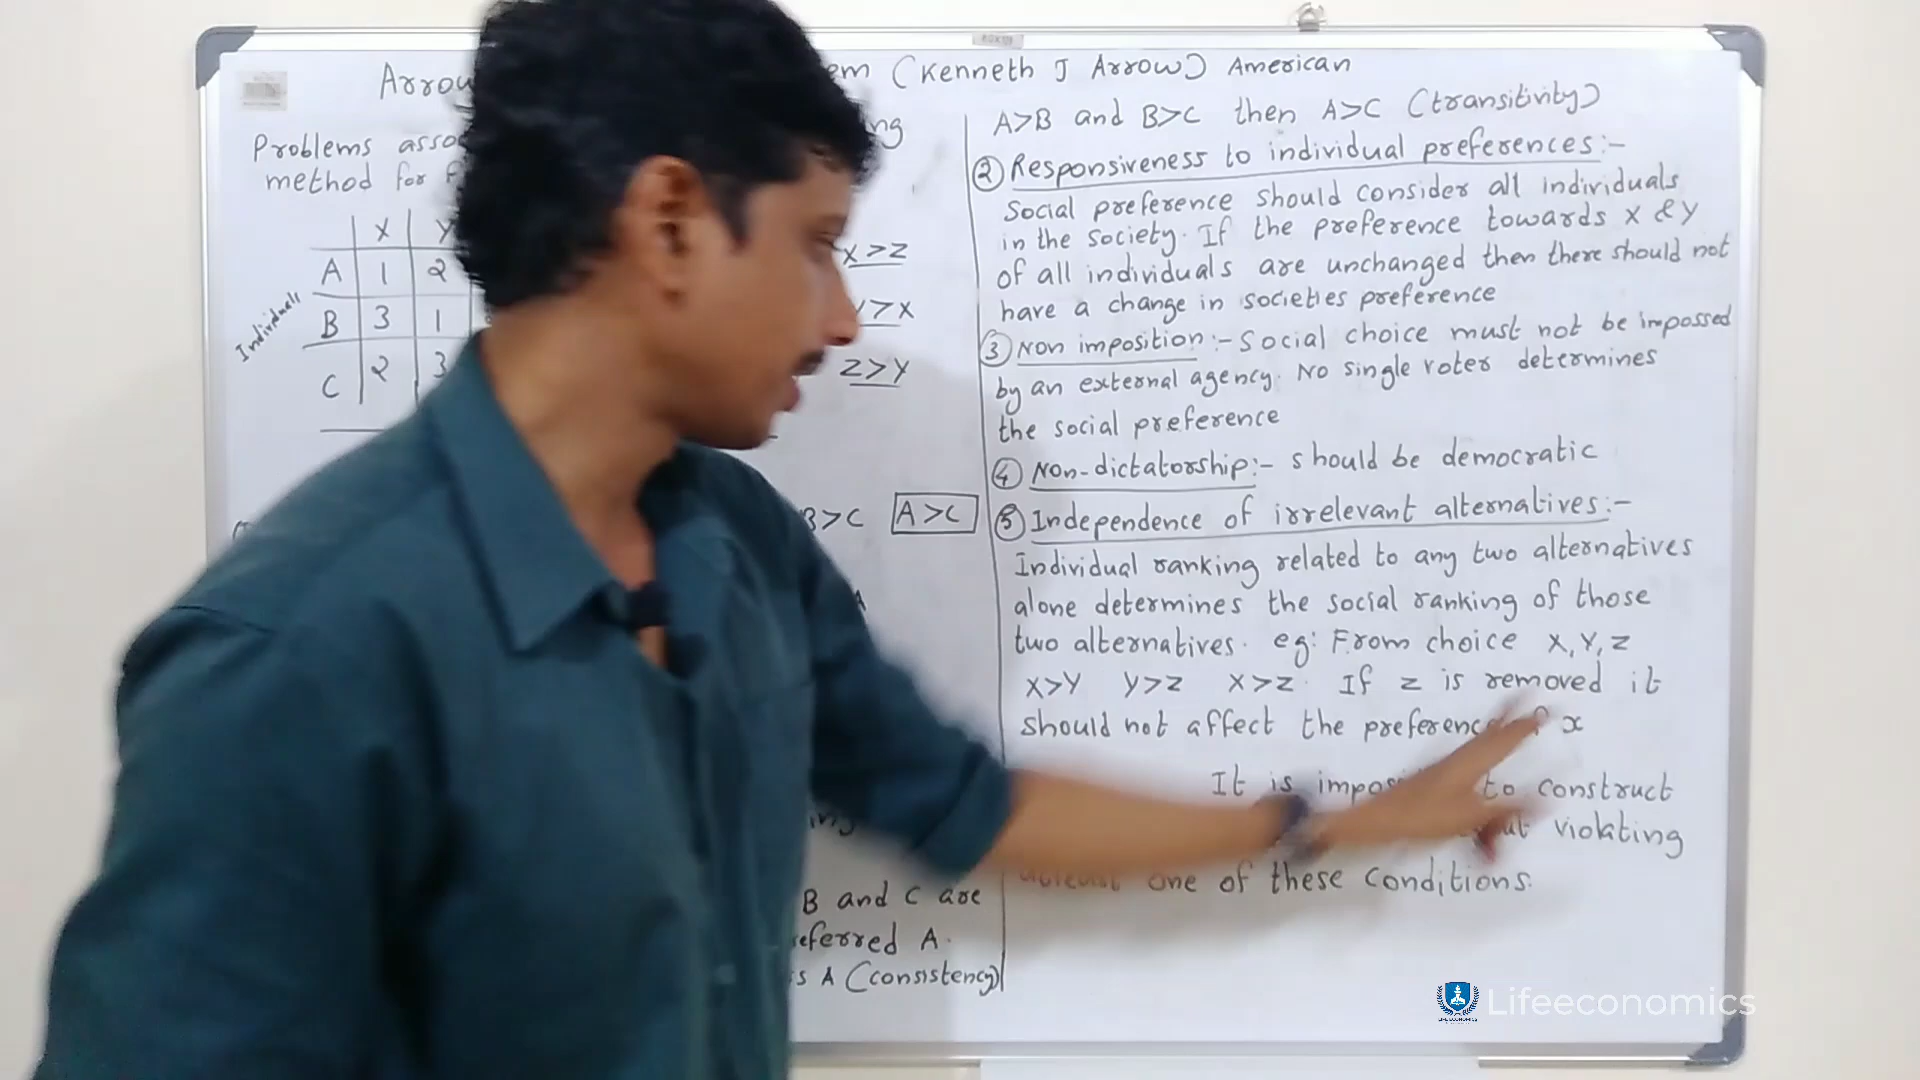 em (Kenneth J Arrow) American
Problems
method for
X Y
A 1 2
B 3 1
C 2 3
Individuals
X>Z
Y>X
Z>Y
B>C A>C
B and C are
A.
A (consistency)
A>B and B>C then A>C (transitivity)
② Responsiveness to individual preferences:-
Social preference should consider all individuals
in the society. If the preference towards X & Y
of all individuals are unchanged then there should not
have a change in societies preference
③ Non imposition:- Social choice must not be impossed
by an external agency. No single voter determines
the social preference
④ Non-dictatorship:- should be democratic
⑤ Independence of irrelevant alternatives:-
Individual ranking related to any two alternatives
alone determines the social ranking of those
two alternatives. eg: From choice X, Y, Z
X>Y Y>Z X>Z. If Z is removed it
should not affect the x
It is to construct
violating
one of these conditions.
LIFE ECONOMICS
Lifeeconomics